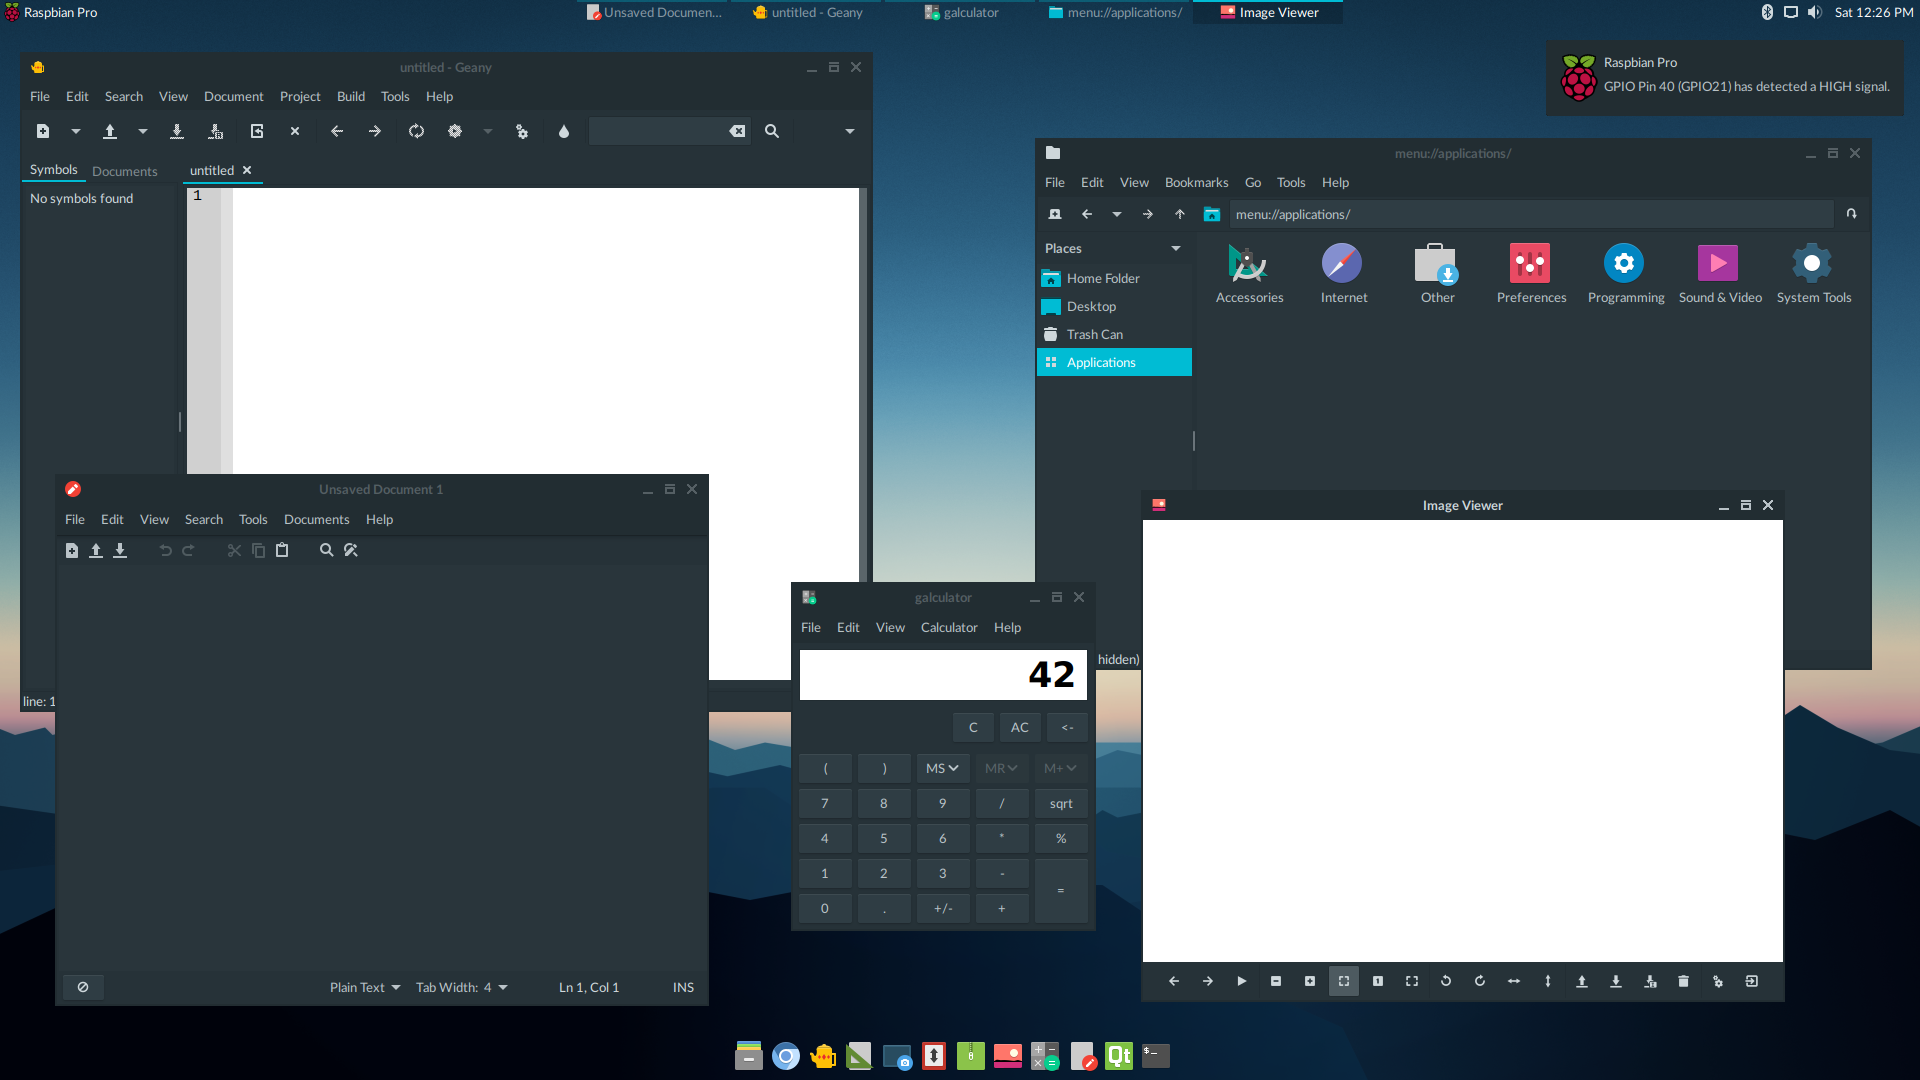 Raspbian Pro
Unsaved Documen...
untitled - Geany
galculator
menu://applications/
Image Viewer
Sat 12:26 PM
Raspbian Pro
GPIO Pin 40 (GPIO21) has detected a HIGH signal.
untitled - Geany
File Edit Search View Document Project Build Tools Help
Symbols Documents
untitled
No symbols found
1
line: 1
menu://applications/
File Edit View Bookmarks Go Tools Help
menu://applications/
Places
Home Folder
Desktop
Trash Can
Applications
Accessories Internet Other Preferences Programming Sound & Video System Tools
hidden)
Unsaved Document 1
File Edit View Search Tools Documents Help
Plain Text Tab Width: 4 Ln 1, Col 1 INS
galculator
File Edit View Calculator Help
42
C AC <-
( ) MS MR M+
7 8 9 / sqrt
4 5 6 * %
1 2 3 - =
0 . +/- +
Image Viewer
Qt
$-